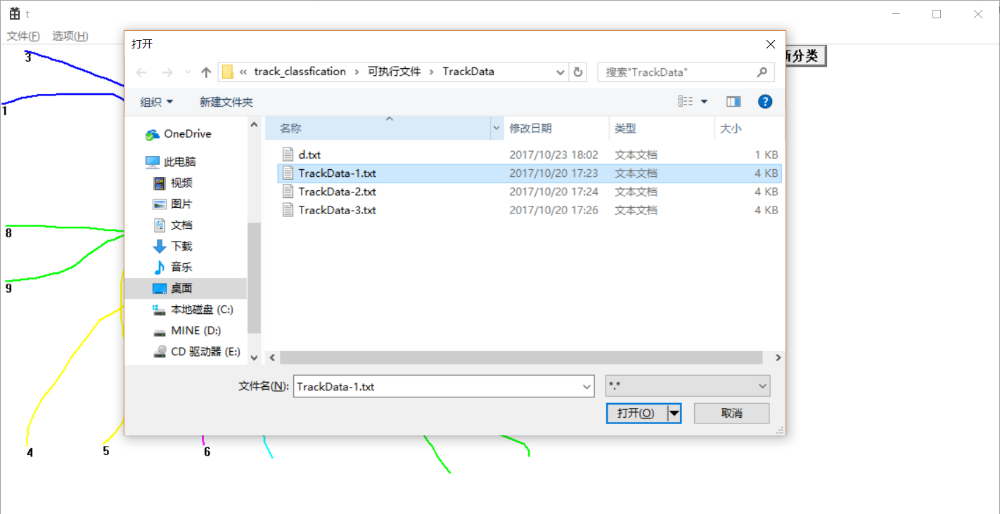 t
文件(F) 选项(H)
打开
新分类
3
« track_classfication › 可执行文件 › TrackData
搜索"TrackData"
组织 新建文件夹
1
OneDrive
此电脑
视频
图片
文档
下载
音乐
桌面
本地磁盘 (C:)
MINE (D:)
CD 驱动器 (E:)
名称 修改日期 类型 大小
d.txt 2017/10/23 18:02 文本文档 1 KB
TrackData-1.txt 2017/10/20 17:23 文本文档 4 KB
TrackData-2.txt 2017/10/20 17:24 文本文档 4 KB
TrackData-3.txt 2017/10/20 17:26 文本文档 4 KB
8
9
文件名(N): TrackData-1.txt *.*
打开(O) 取消
4
5
6